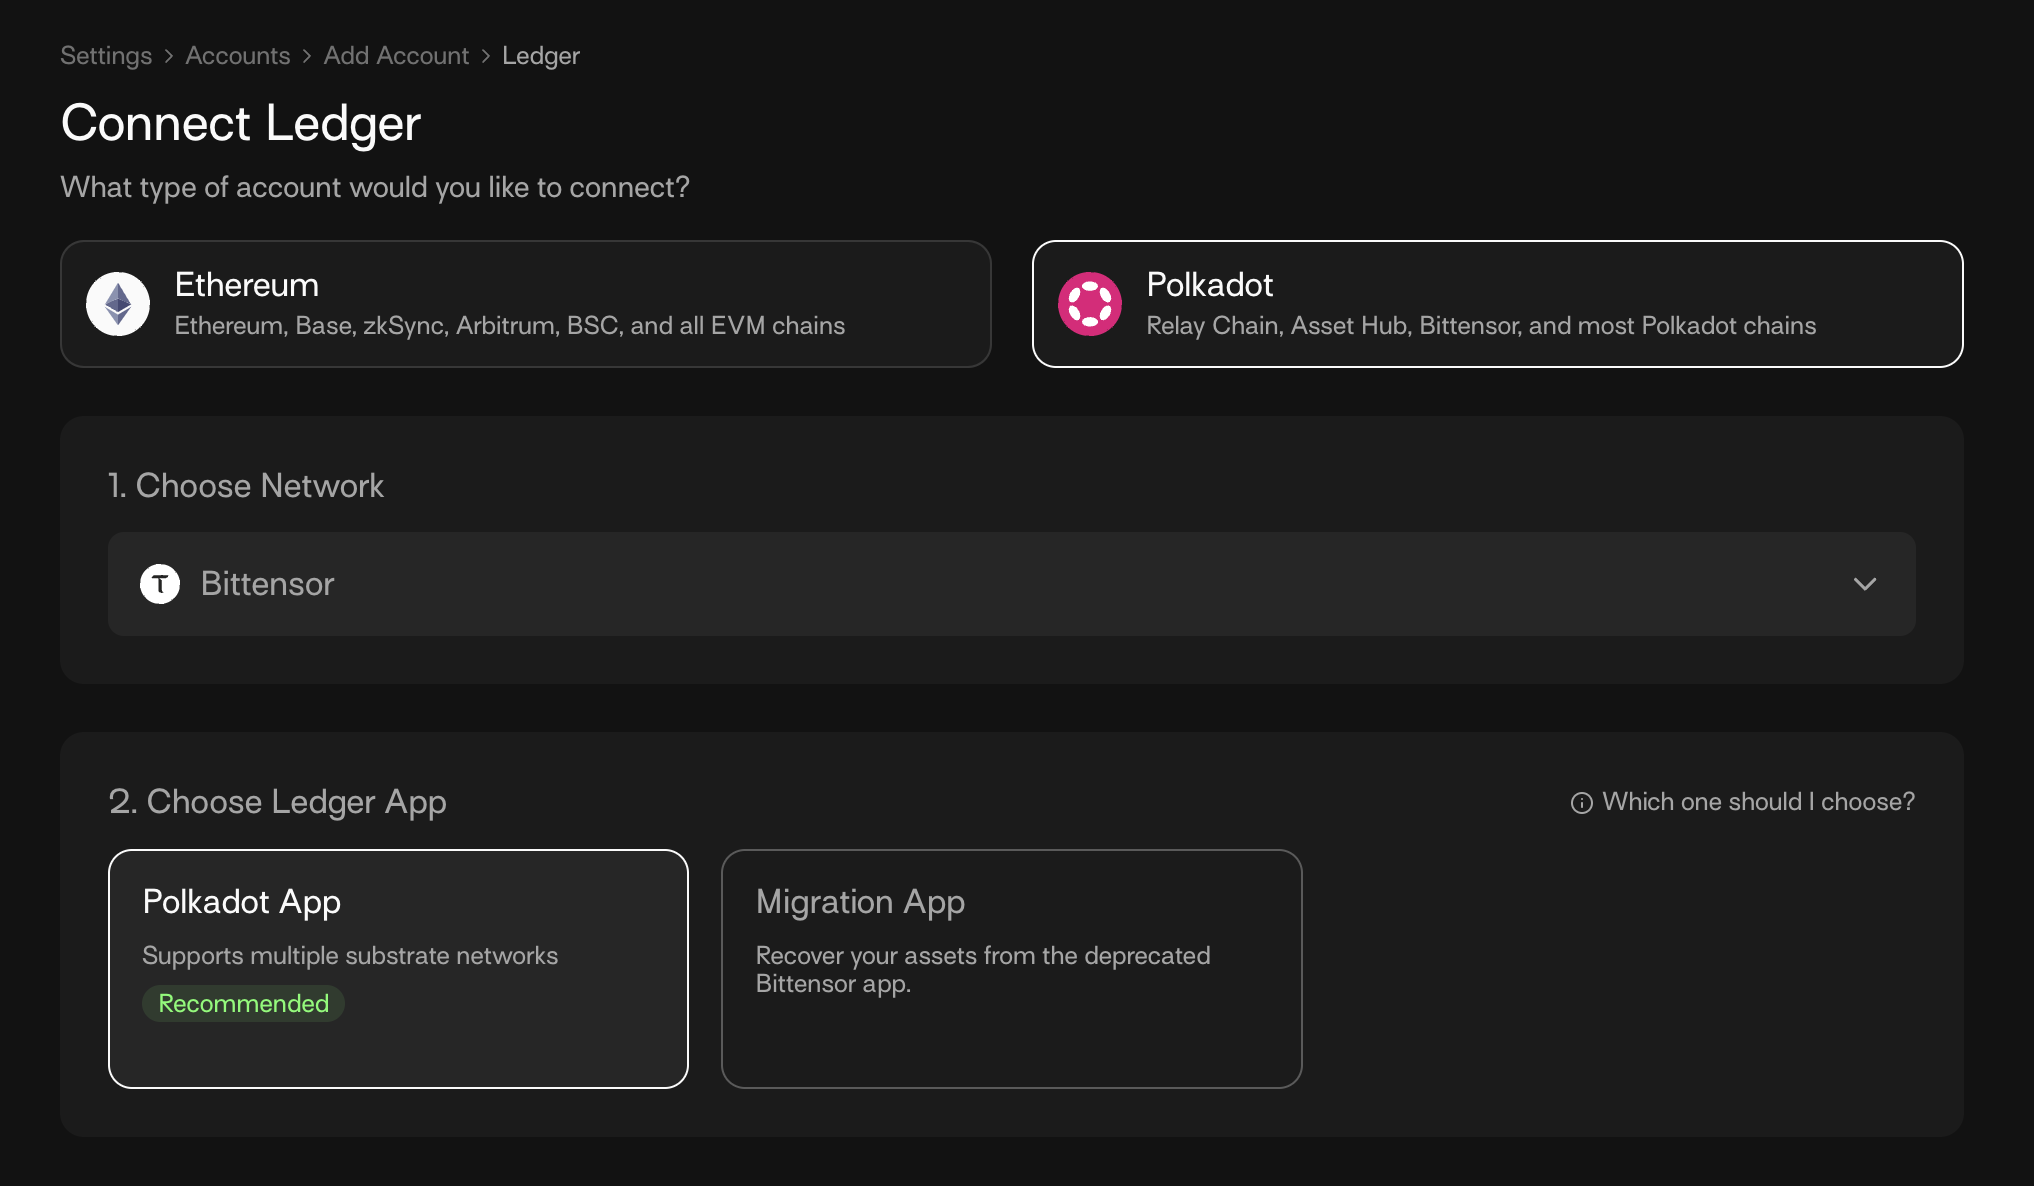 Settings > Accounts > Add Account > Ledger
Connect Ledger
What type of account would you like to connect?
Ethereum
Ethereum, Base, zkSync, Arbitrum, BSC, and all EVM chains
Polkadot
Relay Chain, Asset Hub, Bittensor, and most Polkadot chains
1. Choose Network
Bittensor
2. Choose Ledger App
Which one should I choose?
Polkadot App
Supports multiple substrate networks
Recommended
Migration App
Recover your assets from the deprecated
Bittensor app.